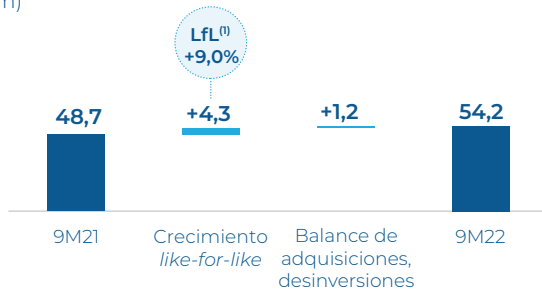 n)
LfL(1)
+9,0%
48,7
+4,3
+1,2
54,2
9M21
Crecimiento
like-for-like
Balance de
adquisiciones,
desinversiones
9M22